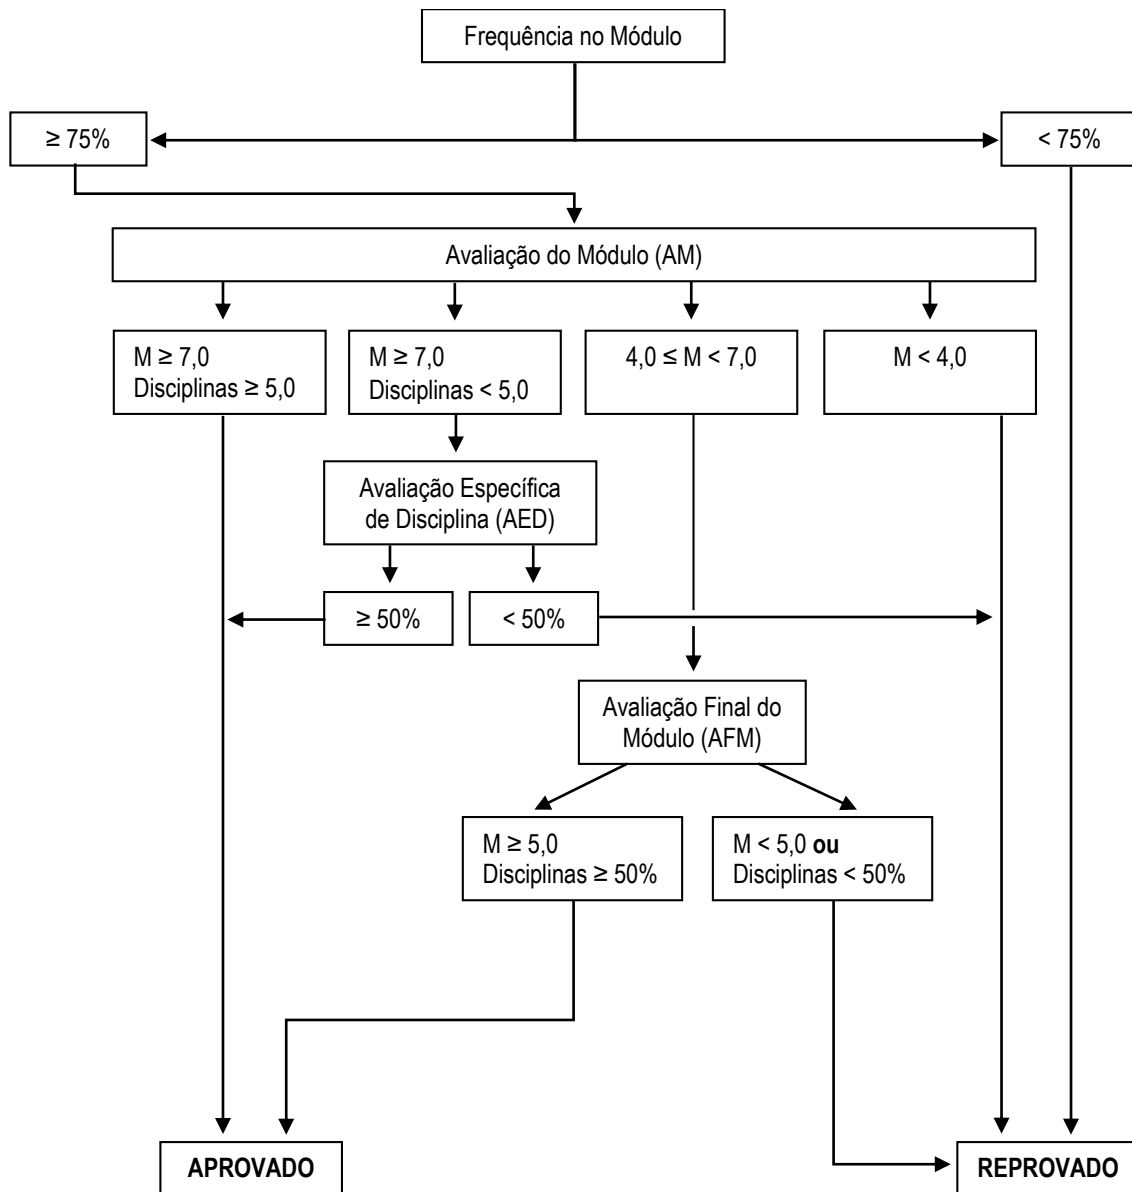 Frequência no Módulo
≥ 75%
< 75%
Avaliação do Módulo (AM)
M ≥ 7,0
Disciplinas ≥ 5,0
M ≥ 7,0
Disciplinas < 5,0
4,0 ≤ M < 7,0
M < 4,0
Avaliação Específica
de Disciplina (AED)
≥ 50%
< 50%
Avaliação Final do
Módulo (AFM)
M ≥ 5,0
Disciplinas ≥ 50%
M < 5,0 ou
Disciplinas < 50%
APROVADO
REPROVADO